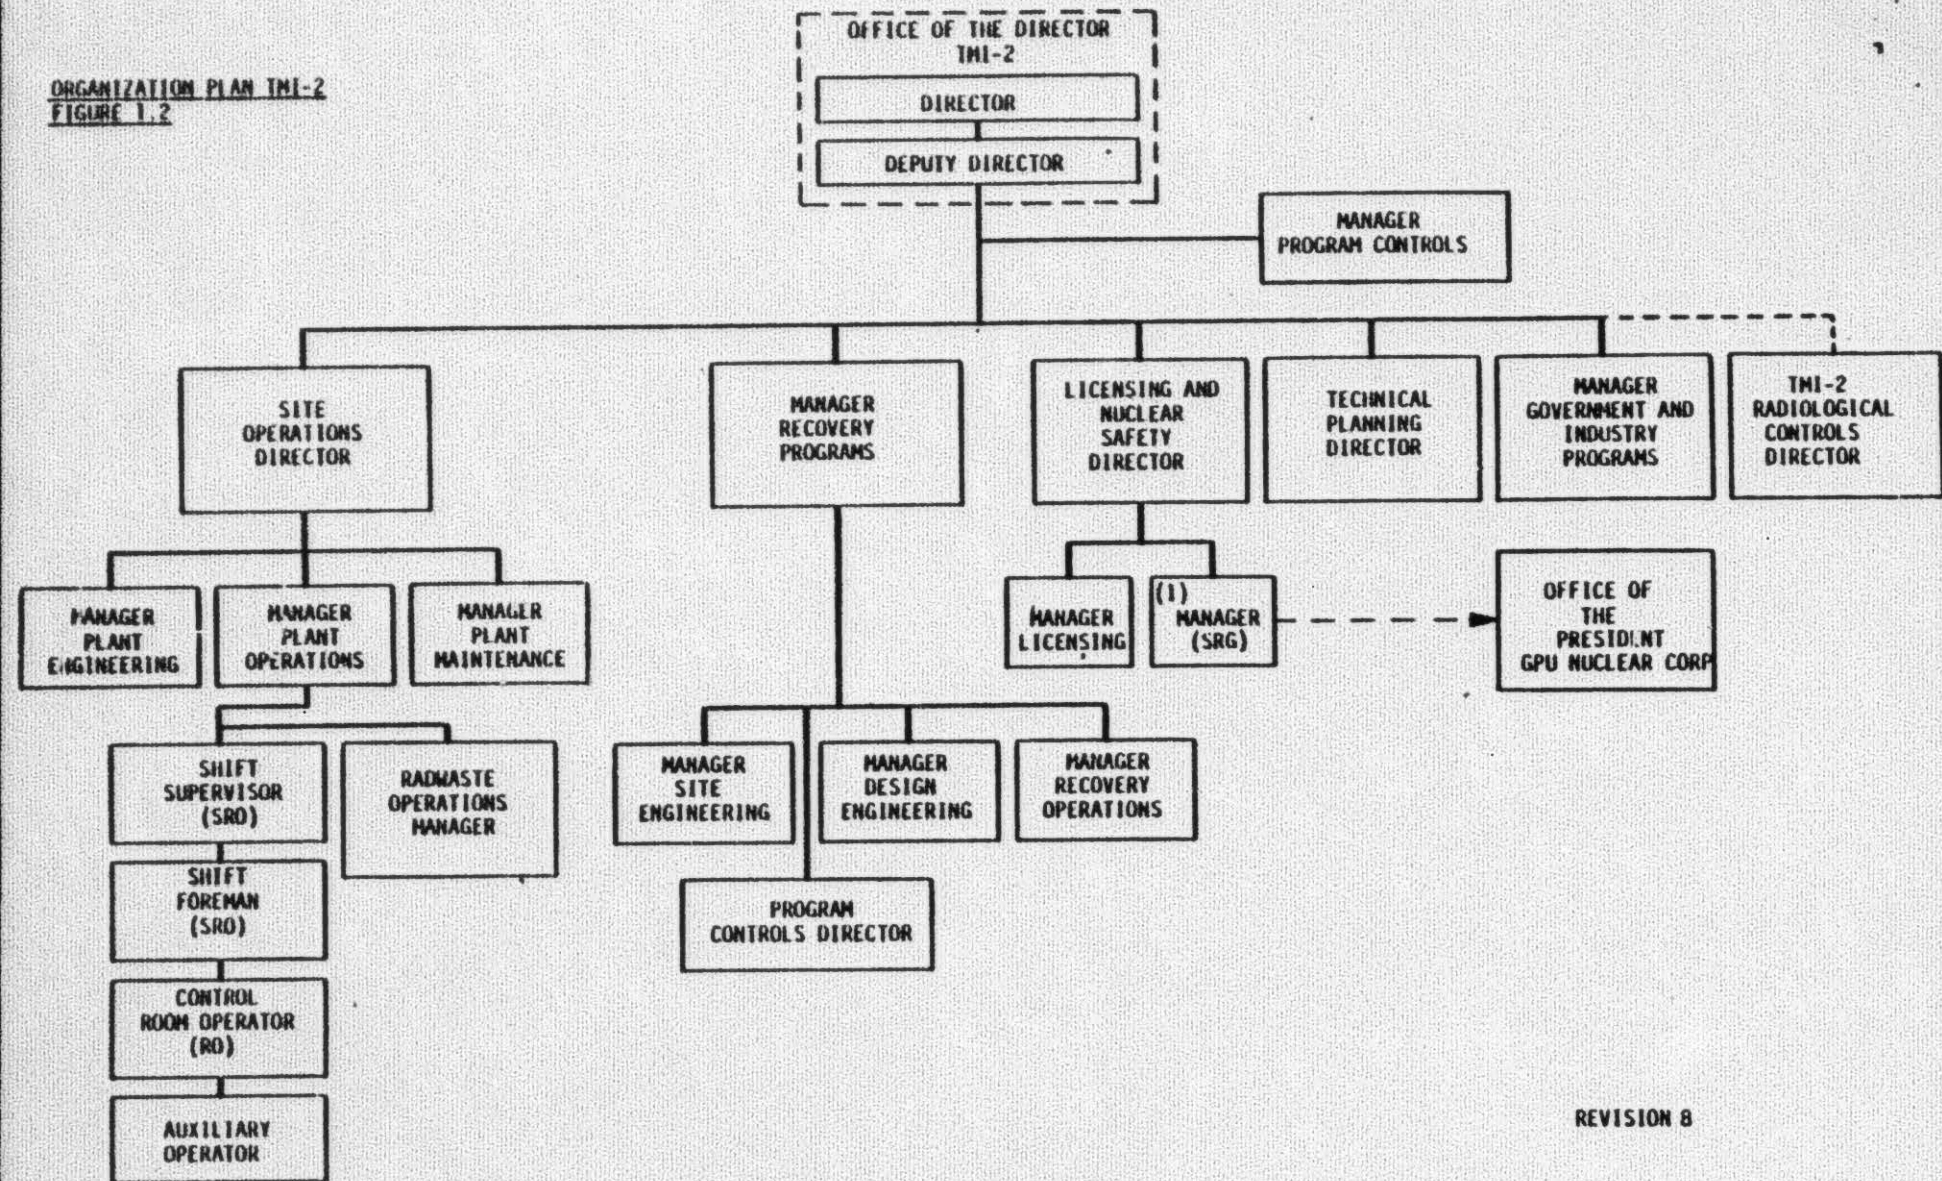 ORGANIZATION PLAN TMI-2
FIGURE 1.2
OFFICE OF THE DIRECTOR
TMI-2
DIRECTOR
DEPUTY DIRECTOR
MANAGER
PROGRAM CONTROLS
SITE
OPERATIONS
DIRECTOR
MANAGER
RECOVERY
PROGRAMS
LICENSING AND
NUCLEAR
SAFETY
DIRECTOR
TECHNICAL
PLANNING
DIRECTOR
MANAGER
GOVERNMENT AND
INDUSTRY
PROGRAMS
TMI-2
RADIOLOGICAL
CONTROLS
DIRECTOR
MANAGER
PLANT
ENGINEERING
MANAGER
PLANT
OPERATIONS
MANAGER
PLANT
MAINTENANCE
MANAGER
LICENSING
(1)
MANAGER
(SRG)
OFFICE OF
THE
PRESIDENT
GPU NUCLEAR CORP
SHIFT
SUPERVISOR
(SRO)
RADWASTE
OPERATIONS
MANAGER
MANAGER
SITE
ENGINEERING
MANAGER
DESIGN
ENGINEERING
MANAGER
RECOVERY
OPERATIONS
SHIFT
FOREMAN
(SRO)
PROGRAM
CONTROLS DIRECTOR
CONTROL
ROOM OPERATOR
(RO)
AUXILIARY
OPERATOR
REVISION 8